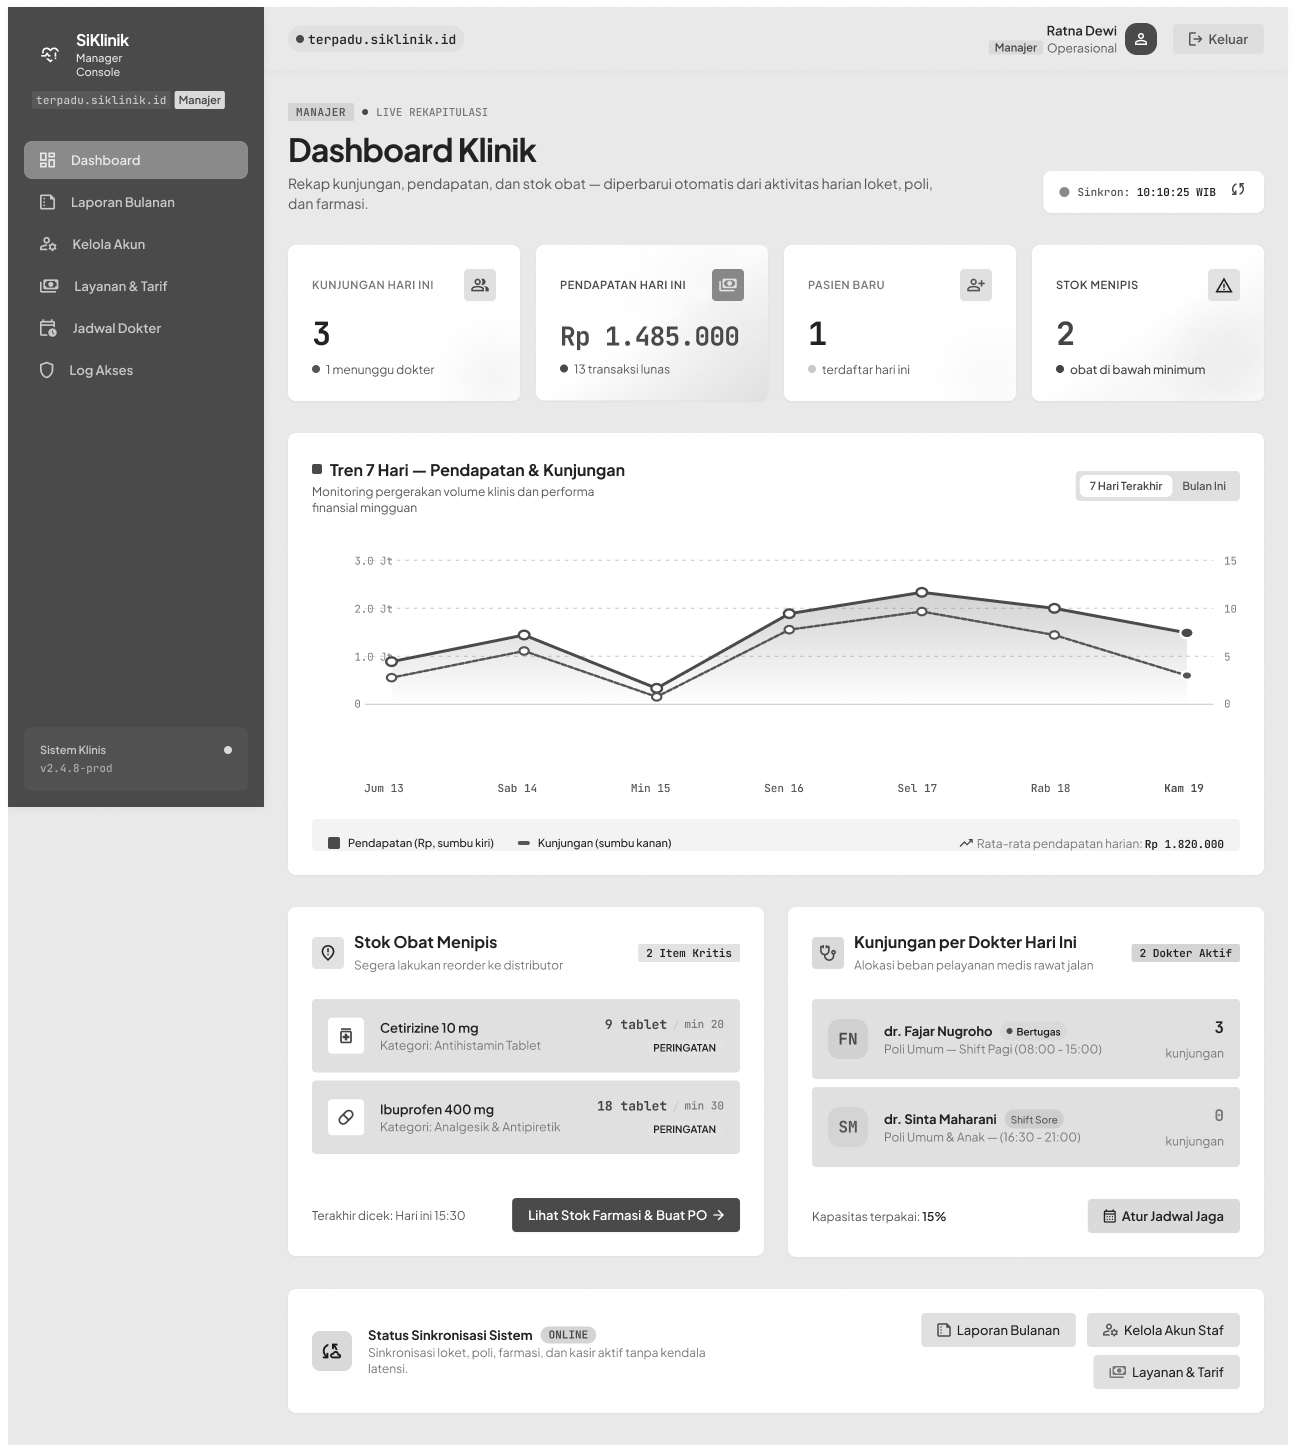 SiKlinik
Manager
Console
terpadu.siklinik.id Manajer
Dashboard
Laporan Bulanan
Kelola Akun
Layanan & Tarif
Jadwal Dokter
Log Akses
Sistem Klinis
v2.4.8-prod
terpadu.siklinik.id
Ratna Dewi
Manajer Operasional
Keluar
MANAJER LIVE REKAPITULASI
Dashboard Klinik
Rekap kunjungan, pendapatan, dan stok obat — diperbarui otomatis dari aktivitas harian loket, poli,
dan farmasi.
Sinkron: 10:10:25 WIB
KUNJUNGAN HARI INI
3
1 menunggu dokter
PENDAPATAN HARI INI
Rp 1.485.000
13 transaksi lunas
PASIEN BARU
1
terdaftar hari ini
STOK MENIPIS
2
obat di bawah minimum
Tren 7 Hari — Pendapatan & Kunjungan
Monitoring pergerakan volume klinis dan performa
finansial mingguan
7 Hari Terakhir Bulan Ini
3.0 Jt 15
2.0 Jt 10
1.0 Jt 5
0 0
Jum 13 Sab 14 Min 15 Sen 16 Sel 17 Rab 18 Kam 19
Pendapatan (Rp, sumbu kiri) Kunjungan (sumbu kanan) Rata-rata pendapatan harian: Rp 1.820.000
Stok Obat Menipis
Segera lakukan reorder ke distributor
2 Item Kritis
Cetirizine 10 mg
Kategori: Antihistamin Tablet
9 tablet / min 20
PERINGATAN
Ibuprofen 400 mg
Kategori: Analgesik & Antipiretik
18 tablet / min 30
PERINGATAN
Terakhir dicek: Hari ini 15:30
Lihat Stok Farmasi & Buat PO →
Kunjungan per Dokter Hari Ini
Alokasi beban pelayanan medis rawat jalan
2 Dokter Aktif
FN
dr. Fajar Nugroho Bertugas
Poli Umum — Shift Pagi (08:00 - 15:00)
3
kunjungan
SM
dr. Sinta Maharani Shift Sore
Poli Umum & Anak — (16:30 - 21:00)
0
kunjungan
Kapasitas terpakai: 15%
Atur Jadwal Jaga
Status Sinkronisasi Sistem ONLINE
Sinkronisasi loket, poli, farmasi, dan kasir aktif tanpa kendala
latensi.
Laporan Bulanan
Kelola Akun Staf
Layanan & Tarif